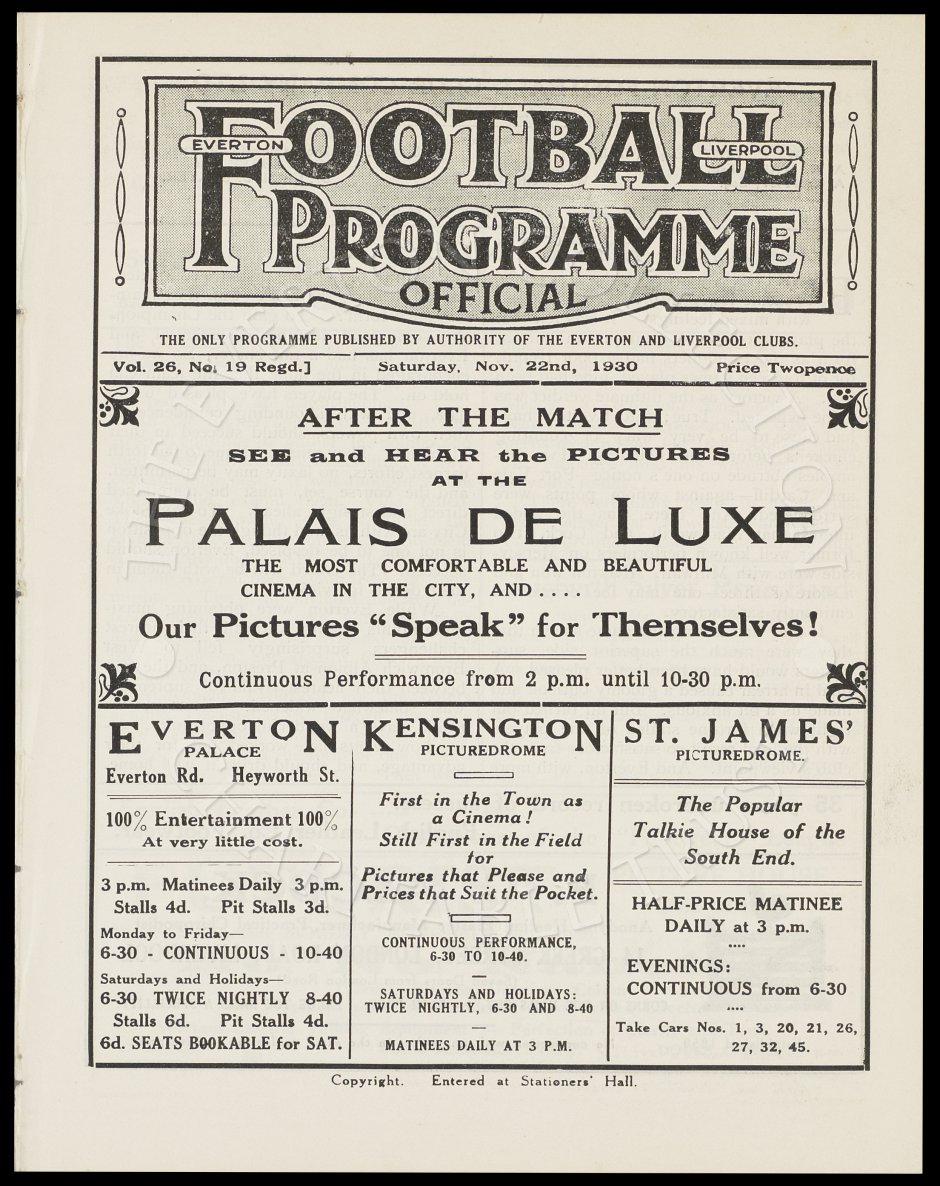 FOOTBALL
EVERTON
LIVERPOOL
PROGRAMME
OFFICIAL
THE ONLY PROGRAMME PUBLISHED BY AUTHORITY OF THE EVERTON AND LIVERPOOL CLUBS.
Vol. 26, No. 19 Regd.] Saturday, Nov. 22nd, 1930 Price Twopence
AFTER THE MATCH
SEE and HEAR the PICTURES
AT THE
PALAIS DE LUXE
THE MOST COMFORTABLE AND BEAUTIFUL
CINEMA IN THE CITY, AND . . . .
Our Pictures “Speak” for Themselves!
Continuous Performance from 2 p.m. until 10-30 p.m.
EVERTON
PALACE
Everton Rd. Heyworth St.
100% Entertainment 100%
At very little cost.
3 p.m. Matinees Daily 3 p.m.
Stalls 4d. Pit Stalls 3d.
Monday to Friday—
6-30 - CONTINUOUS - 10-40
Saturdays and Holidays—
6-30 TWICE NIGHTLY 8-40
Stalls 6d. Pit Stalls 4d.
6d. SEATS BOOKABLE for SAT.
KENSINGTON
PICTUREDROME
First in the Town as
a Cinema!
Still First in the Field
for
Pictures that Please and
Prices that Suit the Pocket.
CONTINUOUS PERFORMANCE,
6-30 TO 10-40.
SATURDAYS AND HOLIDAYS:
TWICE NIGHTLY, 6-30 AND 8-40
MATINEES DAILY AT 3 P.M.
ST. JAMES’
PICTUREDROME.
The Popular
Talkie House of the
South End.
HALF-PRICE MATINEE
DAILY at 3 p.m.
....
EVENINGS:
CONTINUOUS from 6-30
....
Take Cars Nos. 1, 3, 20, 21, 26,
27, 32, 45.
Copyright. Entered at Stationers’ Hall.
© THE EVERTON COLLECTION
CHARITABLE TRUST